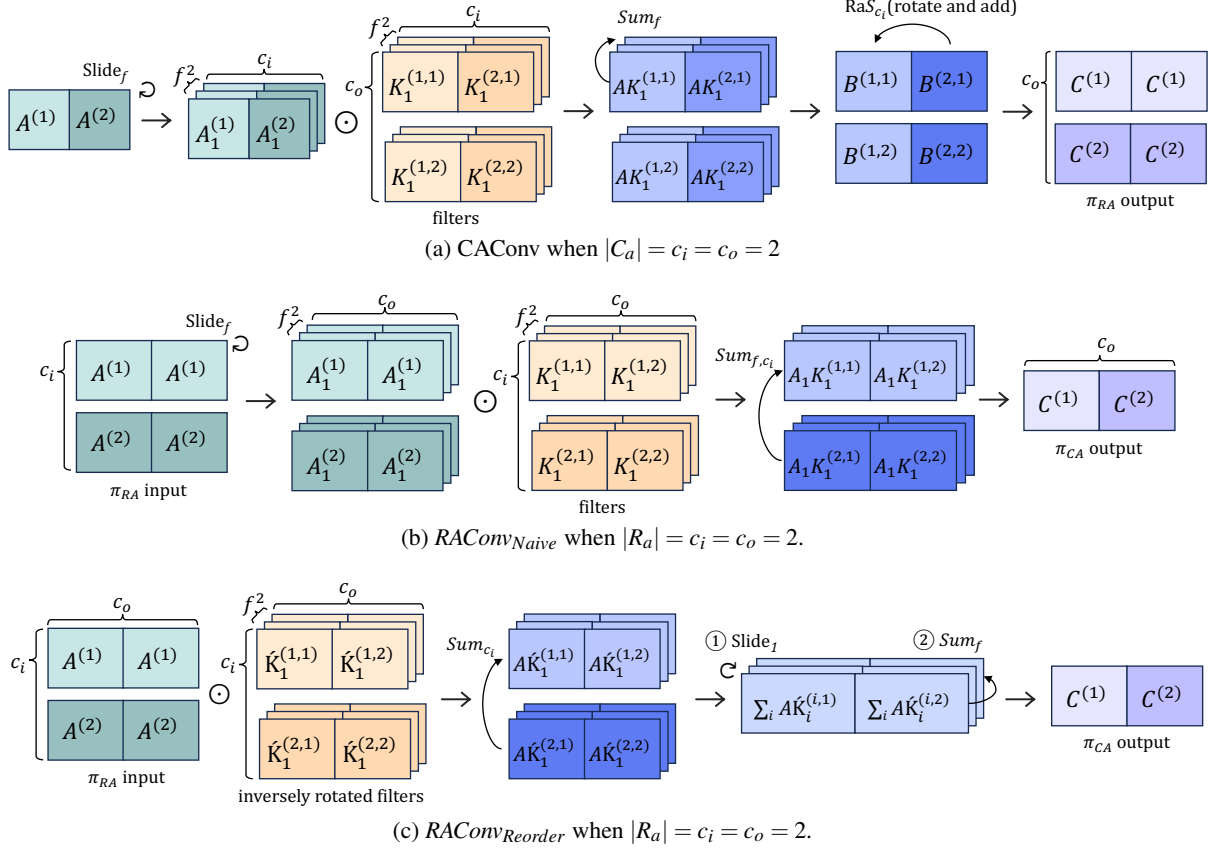 Slide_f
A^(1) A^(2)
f^2 c_i
A_1^(1) A_1^(2)
⊙
f^2 c_i
c_o
K_1^(1,1) K_1^(2,1)
K_1^(1,2) K_1^(2,2)
filters
Sum_f
AK_1^(1,1) AK_1^(2,1)
AK_1^(1,2) AK_1^(2,2)
RaS_{c_i}(rotate and add)
B^(1,1) B^(2,1)
B^(1,2) B^(2,2)
c_o
C^(1) C^(1)
C^(2) C^(2)
π_RA output
(a) CAConv when |C_a| = c_i = c_o = 2
Slide_f
c_i
A^(1) A^(1)
A^(2) A^(2)
π_RA input
f^2 c_o
A_1^(1) A_1^(1)
A_1^(2) A_1^(2)
⊙
f^2 c_o
c_i
K_1^(1,1) K_1^(1,2)
K_1^(2,1) K_1^(2,2)
filters
Sum_{f,c_i}
A_1K_1^(1,1) A_1K_1^(1,2)
A_1K_1^(2,1) A_1K_1^(2,2)
c_o
C^(1) C^(2)
π_CA output
(b) RAConv_Naive when |R_a| = c_i = c_o = 2.
c_o
c_i
A^(1) A^(1)
A^(2) A^(2)
π_RA input
⊙
f^2 c_o
c_i
Ḱ_1^(1,1) Ḱ_1^(1,2)
Ḱ_1^(2,1) Ḱ_1^(2,2)
inversely rotated filters
Sum_{c_i}
AḰ_1^(1,1) AḰ_1^(1,2)
AḰ_1^(2,1) AḰ_1^(2,2)
① Slide_1 ② Sum_f
∑_i AḰ_i^(i,1) ∑_i AḰ_i^(i,2)
C^(1) C^(2)
π_CA output
(c) RAConv_Reorder when |R_a| = c_i = c_o = 2.